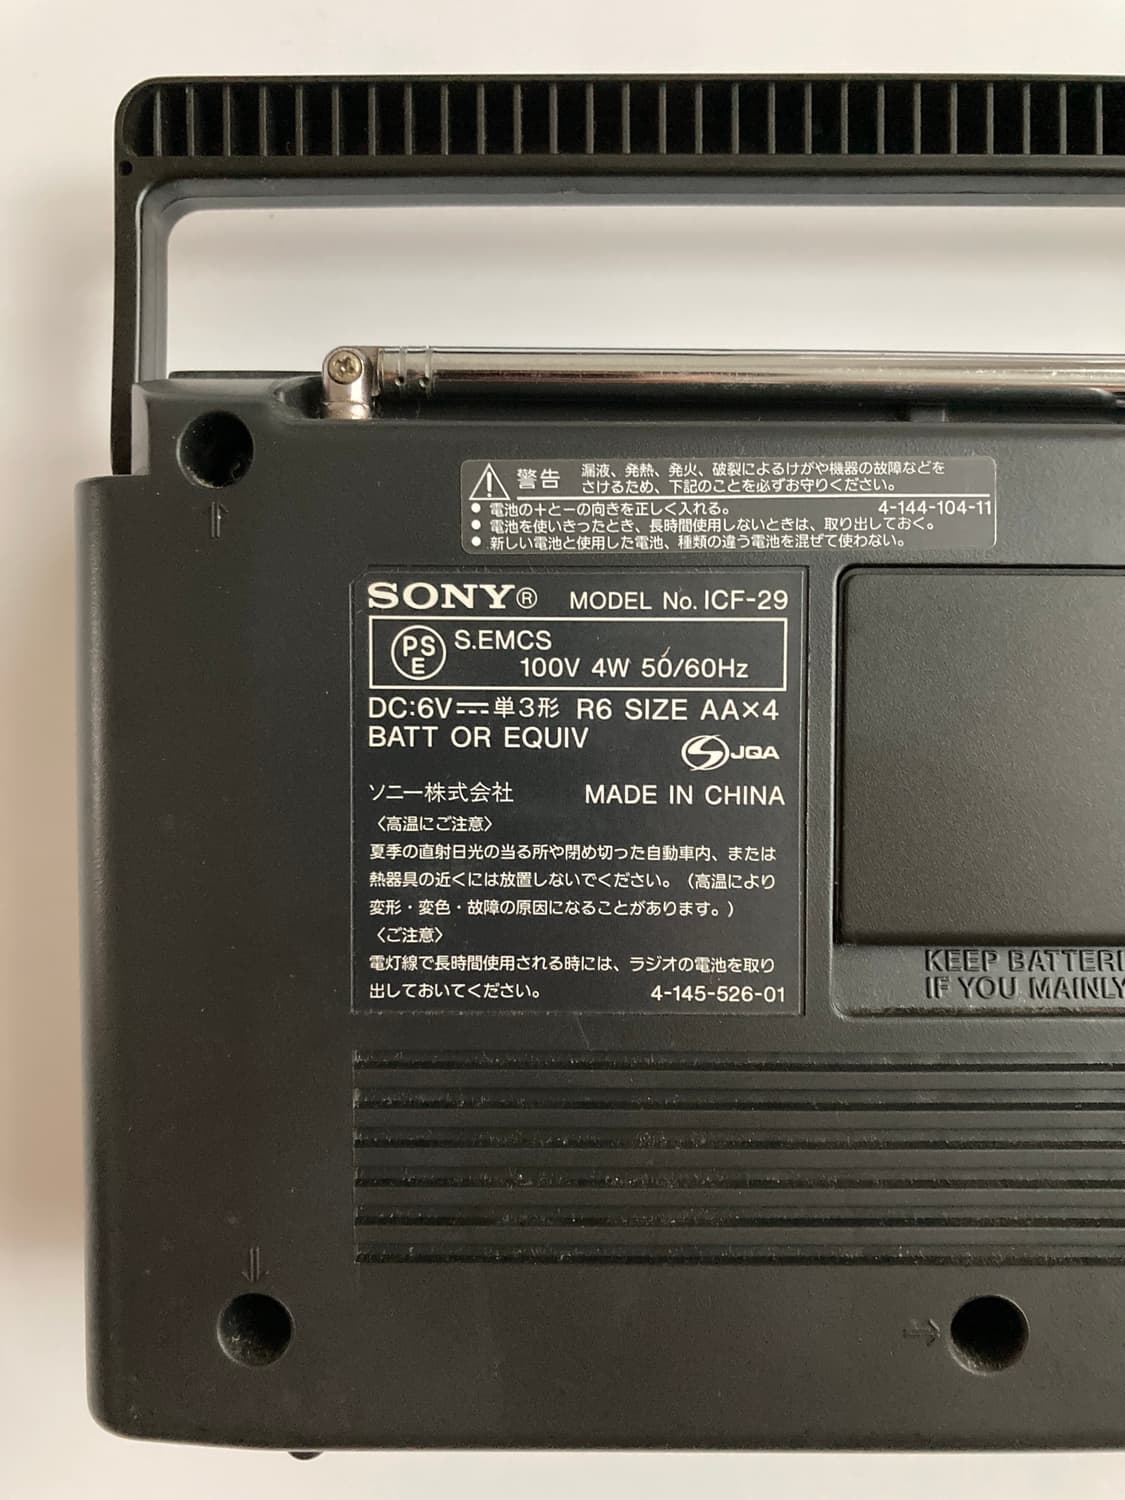 警告 漏液、発熱、発火、破裂によるけがや機器の故障などを
さけるため、下記のことを必ずお守りください。
● 電池の＋と－の向きを正しく入れる。 4-144-104-11
● 電池を使いきったとき、長時間使用しないときは、取り出しておく。
● 新しい電池と使用した電池、種類の違う電池を混ぜて使わない。
SONY® MODEL No. ICF-29
PSE S.EMCS
100V 4W 50/60Hz
DC:6V⎓単3形 R6 SIZE AA×4
BATT OR EQUIV
JQA
ソニー株式会社 MADE IN CHINA
〈高温にご注意〉
夏季の直射日光の当る所や閉め切った自動車内、または
熱器具の近くには放置しないでください。（高温により
変形・変色・故障の原因になることがあります。）
〈ご注意〉
電灯線で長時間使用される時には、ラジオの電池を取り
出しておいてください。 4-145-526-01
KEEP BATTERI
IF YOU MAINLY